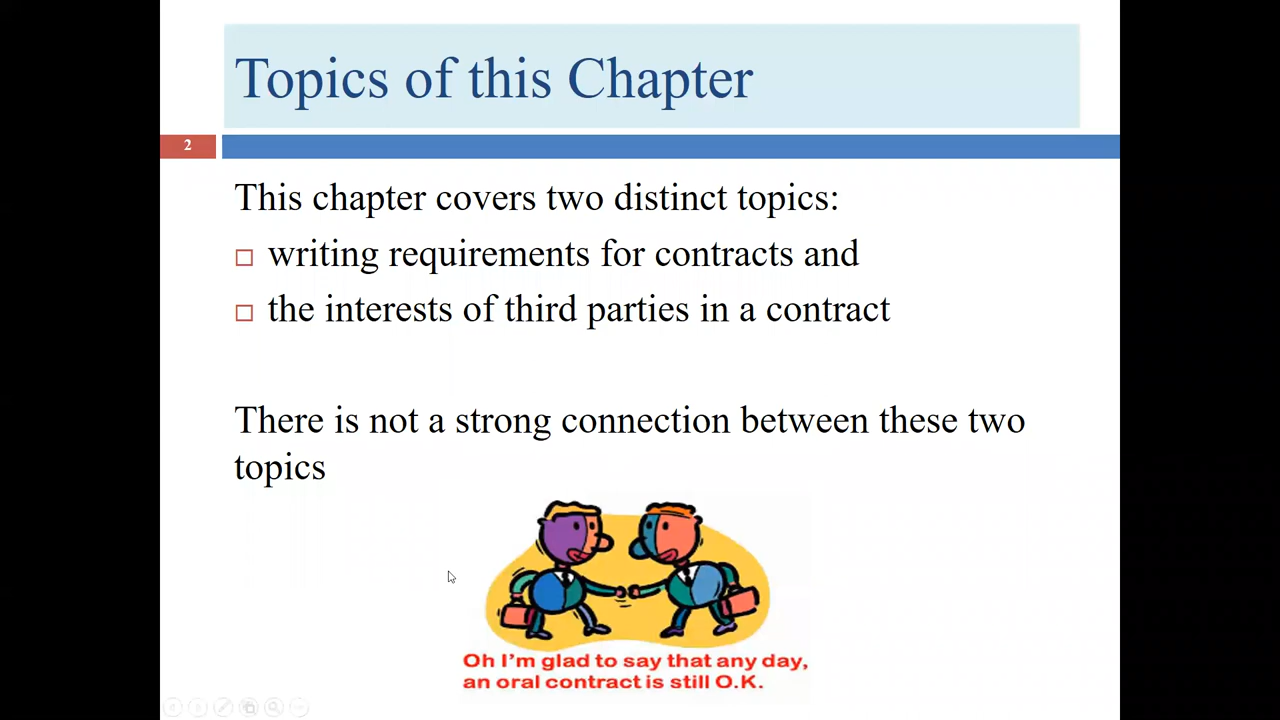 Topics of this Chapter
2
This chapter covers two distinct topics:
writing requirements for contracts and
the interests of third parties in a contract
There is not a strong connection between these two
topics
Oh I'm glad to say that any day,
an oral contract is still O.K.